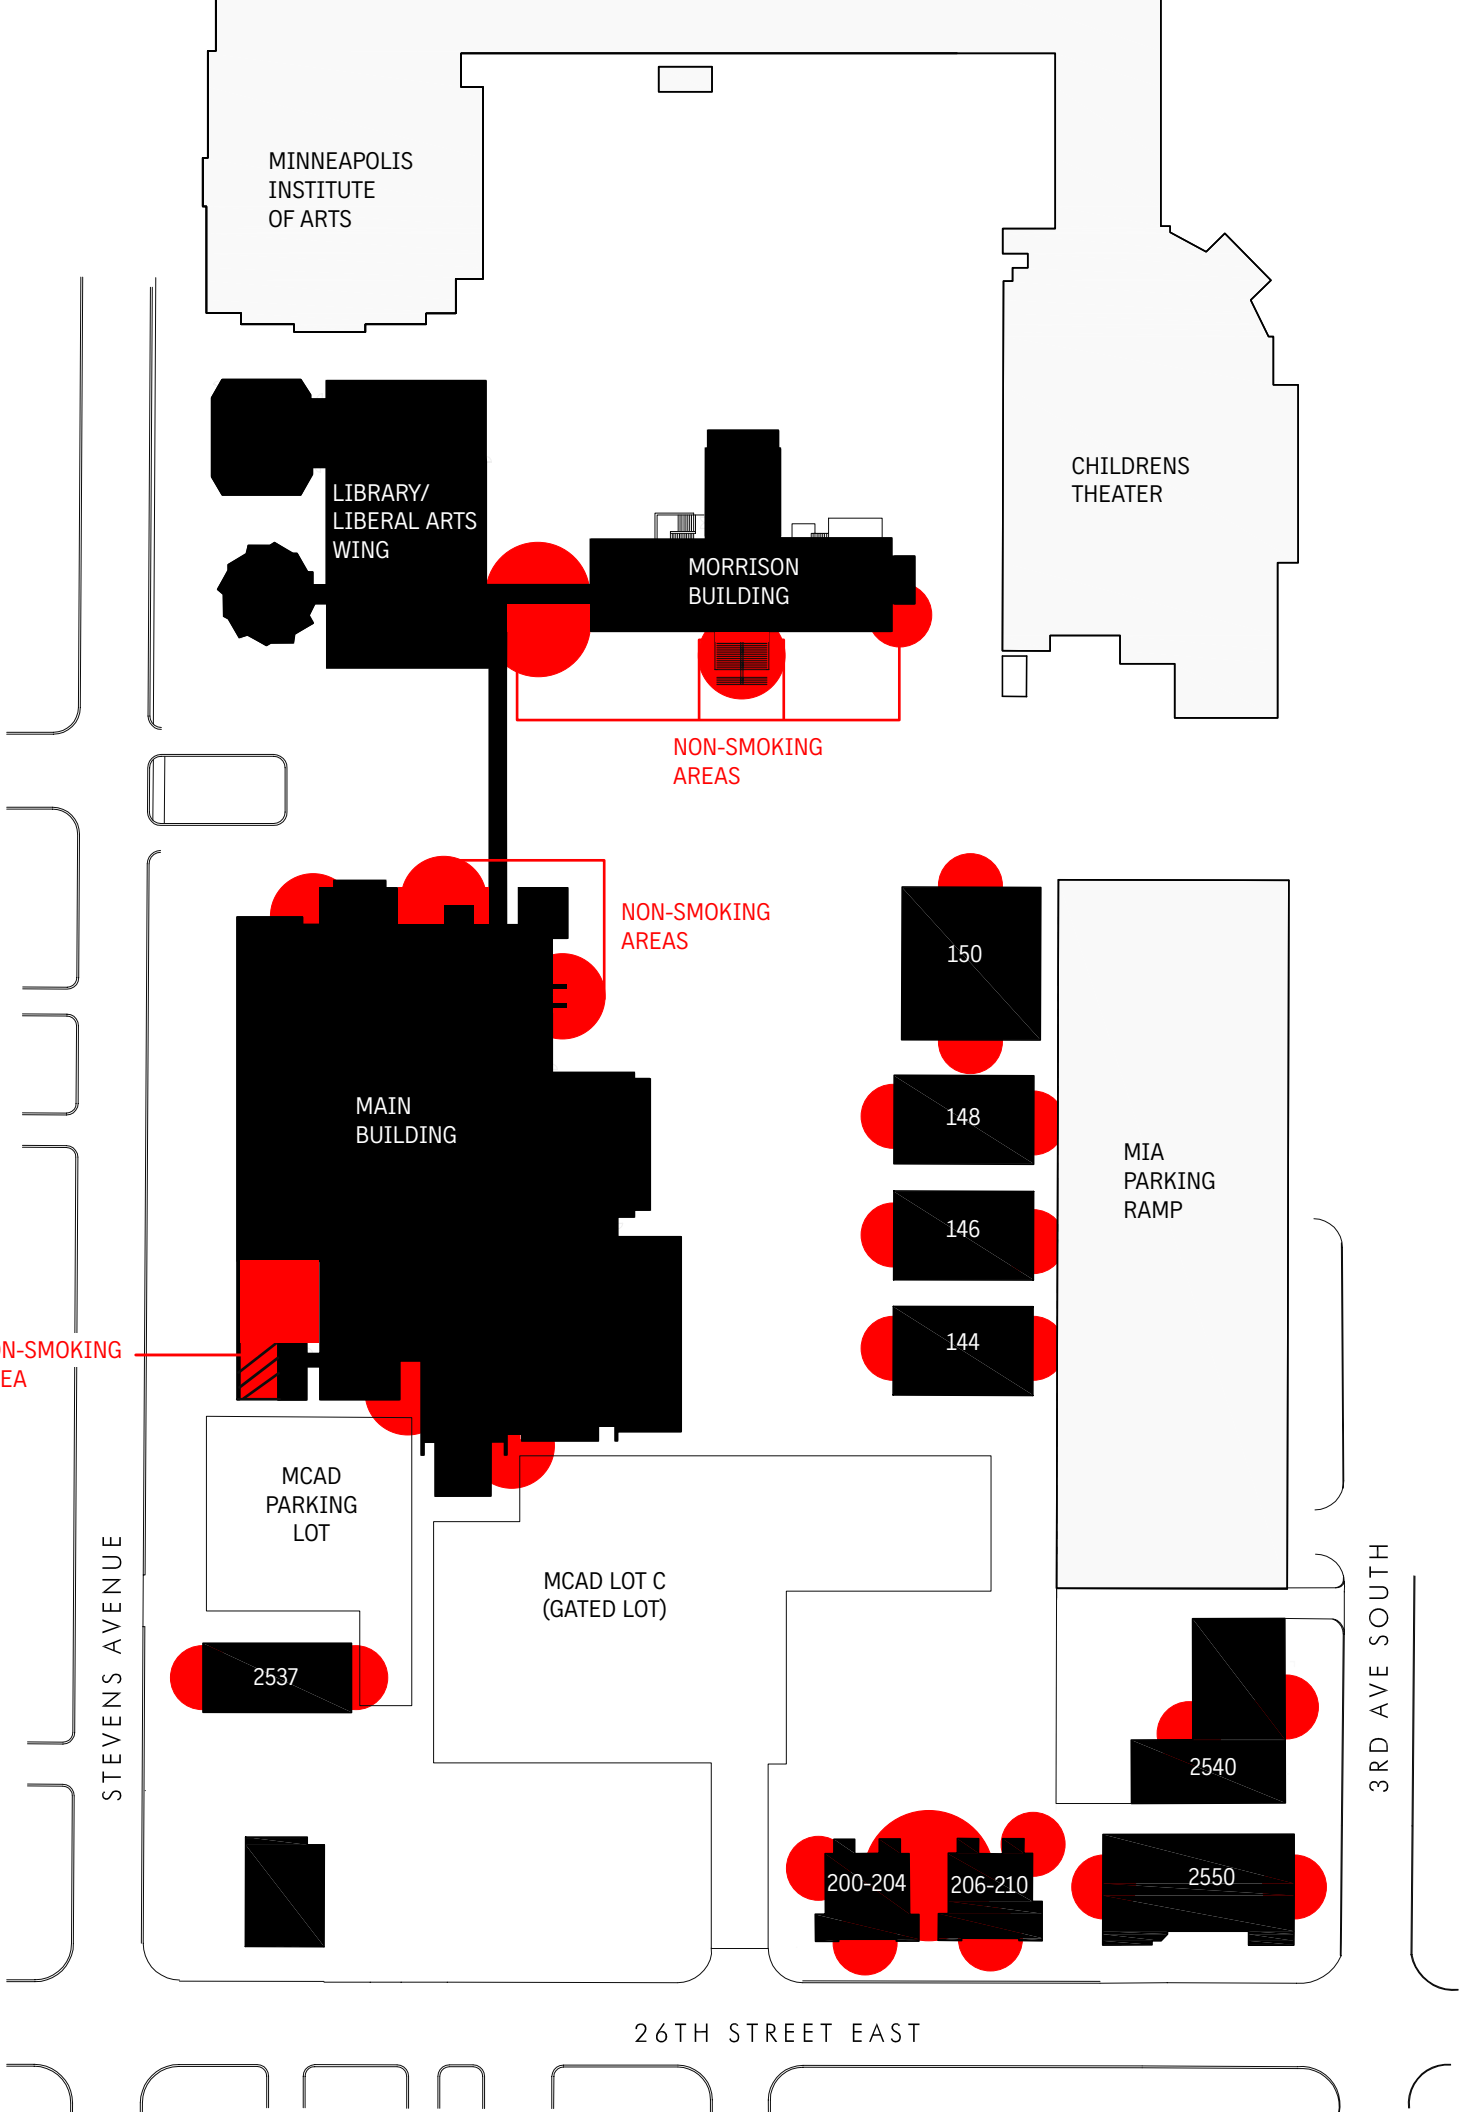 MINNEAPOLIS
INSTITUTE
OF ARTS
LIBRARY/
LIBERAL ARTS
WING
CHILDRENS
THEATER
MORRISON
BUILDING
NON-SMOKING
AREAS
NON-SMOKING
AREAS
150
MAIN
BUILDING
148
MIA
PARKING
RAMP
146
144
N-SMOKING
EA
MCAD
PARKING
LOT
MCAD LOT C
(GATED LOT)
STEVENS AVENUE
3RD AVE SOUTH
2537
2540
200-204
206-210
2550
26TH STREET EAST